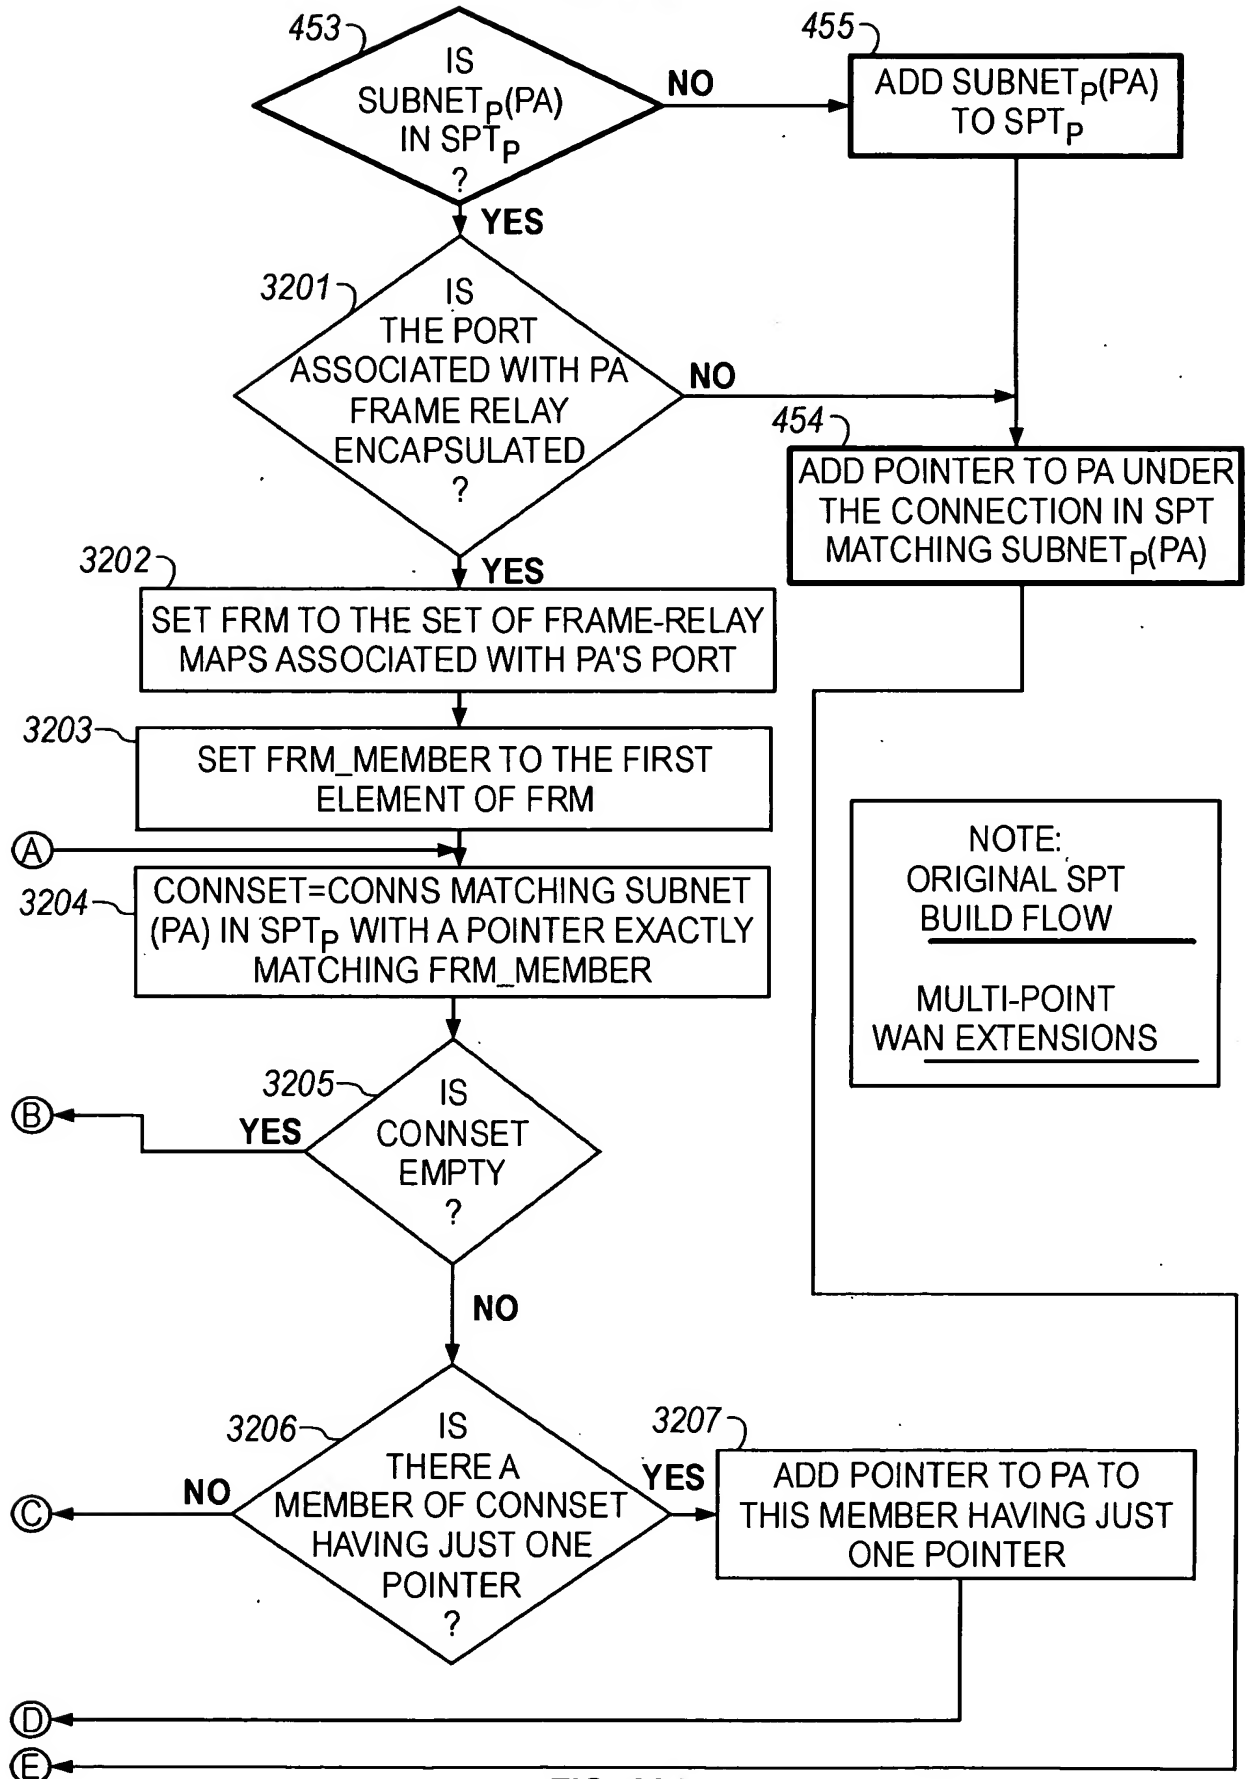 453
IS
SUBNETP(PA)
IN SPTP
?
NO
455
ADD SUBNETP(PA)
TO SPTP
YES
3201
IS
THE PORT
ASSOCIATED WITH PA
FRAME RELAY
ENCAPSULATED
?
NO
454
ADD POINTER TO PA UNDER
THE CONNECTION IN SPT
MATCHING SUBNETP(PA)
YES
3202
SET FRM TO THE SET OF FRAME-RELAY
MAPS ASSOCIATED WITH PA'S PORT
3203
SET FRM_MEMBER TO THE FIRST
ELEMENT OF FRM
A
3204
CONNSET=CONNS MATCHING SUBNET
(PA) IN SPTP WITH A POINTER EXACTLY
MATCHING FRM_MEMBER
NOTE:
ORIGINAL SPT
BUILD FLOW
MULTI-POINT
WAN EXTENSIONS
3205
IS
CONNSET
EMPTY
?
YES
B
NO
3206
IS
THERE A
MEMBER OF CONNSET
HAVING JUST ONE
POINTER
?
NO
C
YES
3207
ADD POINTER TO PA TO
THIS MEMBER HAVING JUST
ONE POINTER
D
E